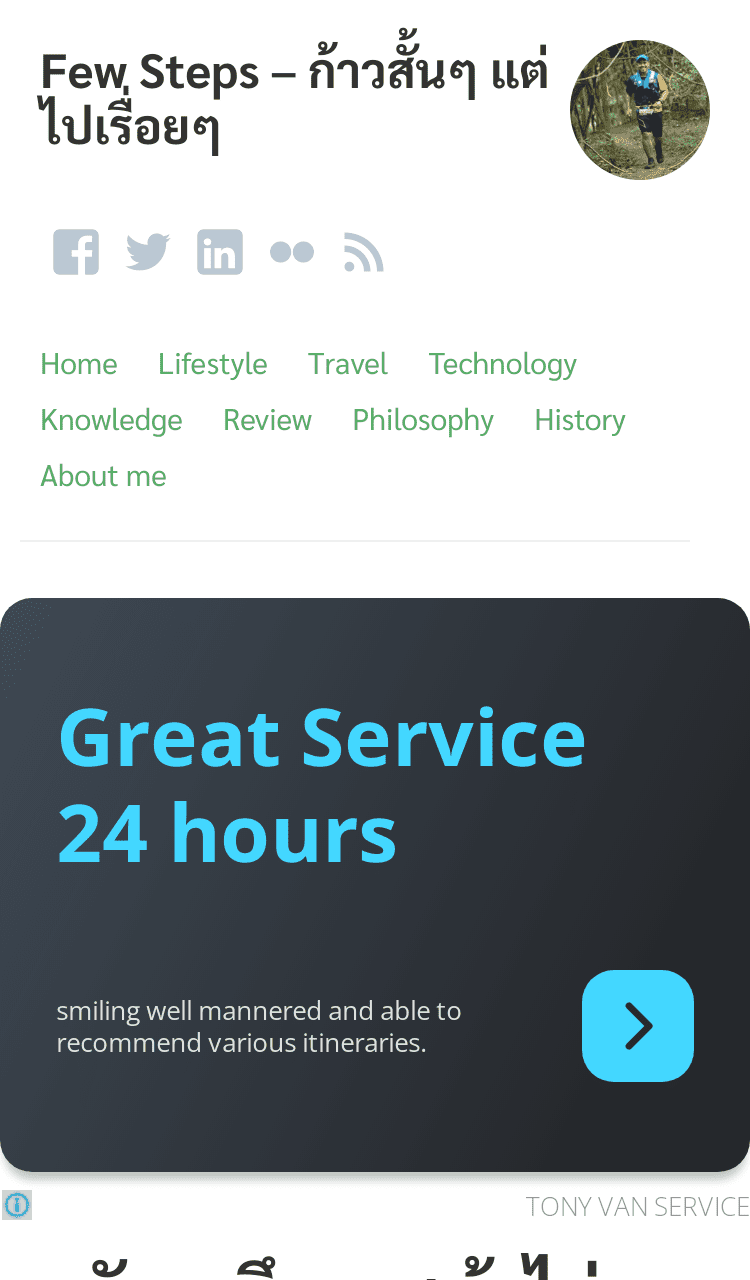 Few Steps – ก้าวสั้นๆ แต่
ไปเรื่อยๆ
Home Lifestyle Travel Technology
Knowledge Review Philosophy History
About me
Great Service
24 hours
smiling well mannered and able to
recommend various itineraries.
TONY VAN SERVICE